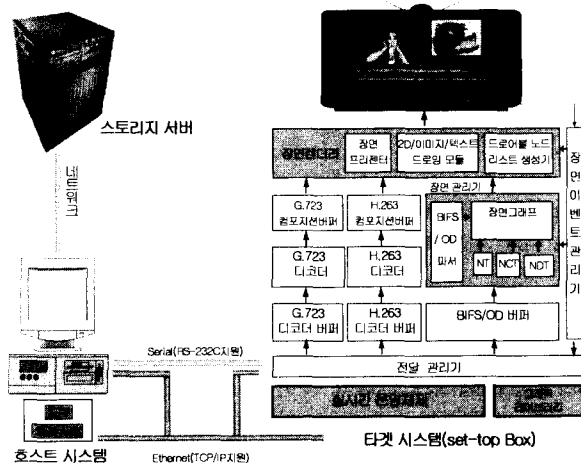 스토리지 서버
네트워크
호스트 시스템
Serial(RS-232C지원)
Ethernet(TCP/IP지원)
장면렌더러
장면
프리젠터
2D/이미지/텍스트
드로잉 모듈
드로어블 노드
리스트 생성기
장면 관리기
G.723
컴포지션버퍼
H.263
컴포지션버퍼
BIFS
/ OD
파서
장면그래프
NT
NCT
NDT
장면이벤트관리기
G.723
디코더
H.263
디코더
G.723
디코더 버퍼
H.263
디코더 버퍼
BIFS/OD 버퍼
전달 관리기
실시간 운영체제
타겟 시스템(set-top Box)